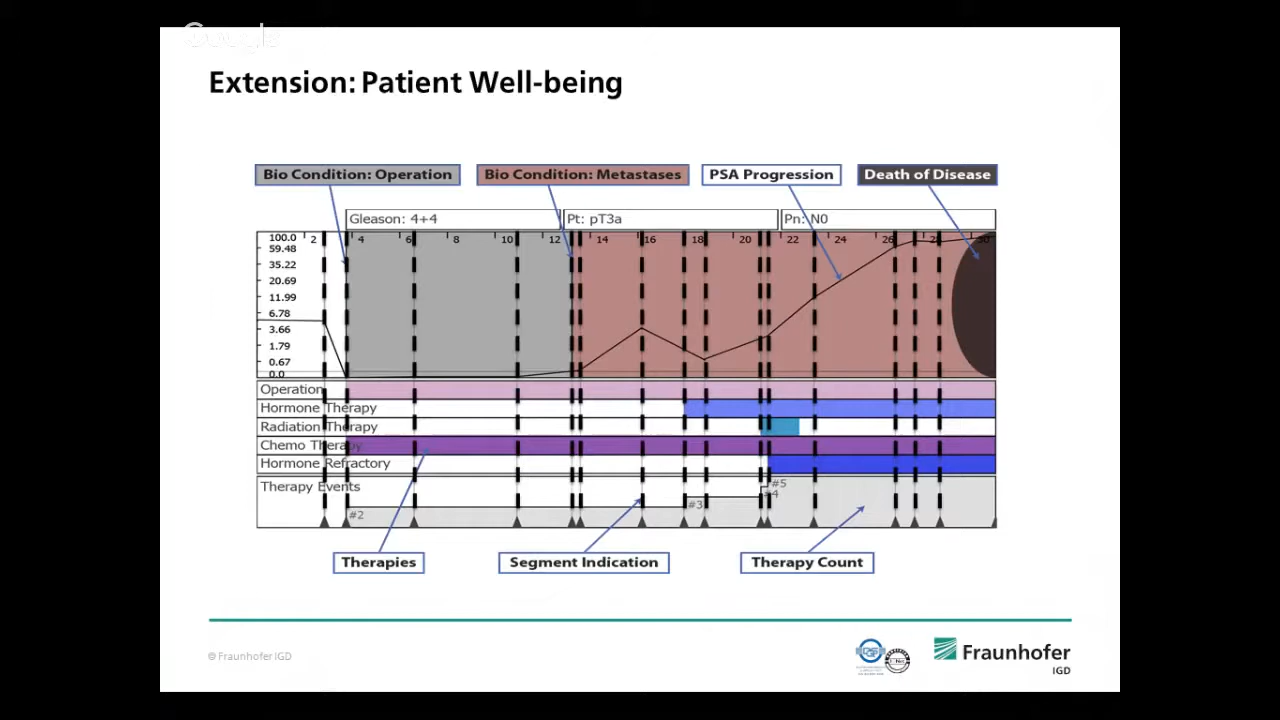 Google
Extension: Patient Well-being
Bio Condition: Operation
Bio Condition: Metastases
PSA Progression
Death of Disease
Gleason: 4+4
Pt: pT3a
Pn: N0
2 4 6 8 10 12 14 16 18 20 22 24 26 28 30
100.0
59.48
35.22
20.69
11.99
6.78
3.66
1.79
0.67
0.0
Operation
Hormone Therapy
Radiation Therapy
Chemo Therapy
Hormone Refractory
Therapy Events
#2
#3
#4
#5
Therapies
Segment Indication
Therapy Count
© Fraunhofer IGD
Fraunhofer
IGD